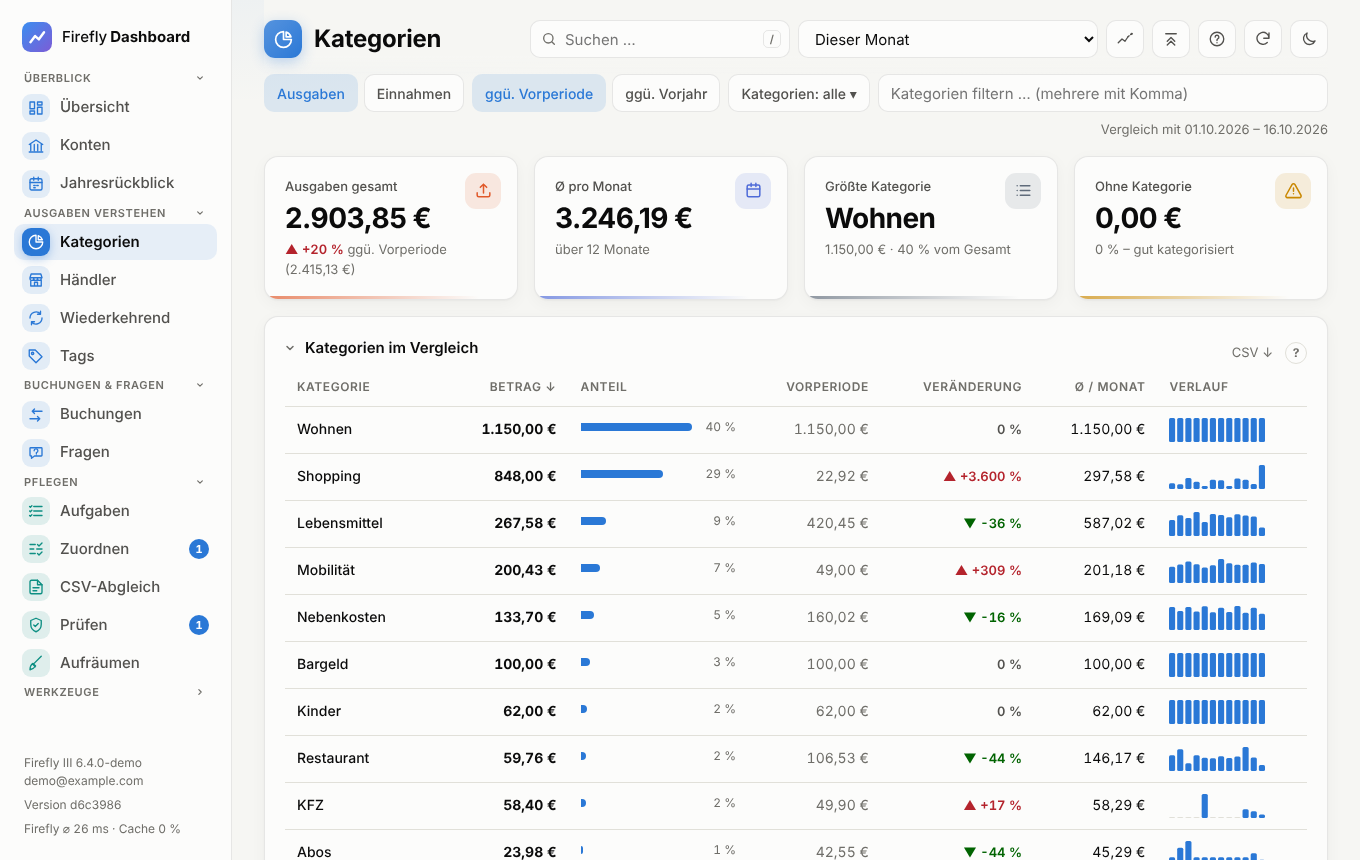 Firefly Dashboard
ÜBERBLICK
Übersicht
Konten
Jahresrückblick
AUSGABEN VERSTEHEN
Kategorien
Händler
Wiederkehrend
Tags
BUCHUNGEN & FRAGEN
Buchungen
Fragen
PFLEGEN
Aufgaben
Zuordnen 1
CSV-Abgleich
Prüfen 1
Aufräumen
WERKZEUGE
Firefly III 6.4.0-demo
demo@example.com
Version d6c3986
Firefly ⌀ 26 ms · Cache 0 %
Kategorien
Suchen … /
Dieser Monat
Ausgaben Einnahmen ggü. Vorperiode ggü. Vorjahr Kategorien: alle ▾ Kategorien filtern … (mehrere mit Komma)
Vergleich mit 01.10.2026 – 16.10.2026
Ausgaben gesamt
2.903,85 €
▲ +20 % ggü. Vorperiode
(2.415,13 €)
Ø pro Monat
3.246,19 €
über 12 Monate
Größte Kategorie
Wohnen
1.150,00 € · 40 % vom Gesamt
Ohne Kategorie
0,00 €
0 % – gut kategorisiert
Kategorien im Vergleich
CSV ↓ ?
KATEGORIE BETRAG ↓ ANTEIL VORPERIODE VERÄNDERUNG Ø / MONAT VERLAUF
Wohnen 1.150,00 € 40 % 1.150,00 € 0 % 1.150,00 €
Shopping 848,00 € 29 % 22,92 € ▲ +3.600 % 297,58 €
Lebensmittel 267,58 € 9 % 420,45 € ▼ -36 % 587,02 €
Mobilität 200,43 € 7 % 49,00 € ▲ +309 % 201,18 €
Nebenkosten 133,70 € 5 % 160,02 € ▼ -16 % 169,09 €
Bargeld 100,00 € 3 % 100,00 € 0 % 100,00 €
Kinder 62,00 € 2 % 62,00 € 0 % 62,00 €
Restaurant 59,76 € 2 % 106,53 € ▼ -44 % 146,17 €
KFZ 58,40 € 2 % 49,90 € ▲ +17 % 58,29 €
Abos 23,98 € 1 % 42,55 € ▼ -44 % 45,29 €